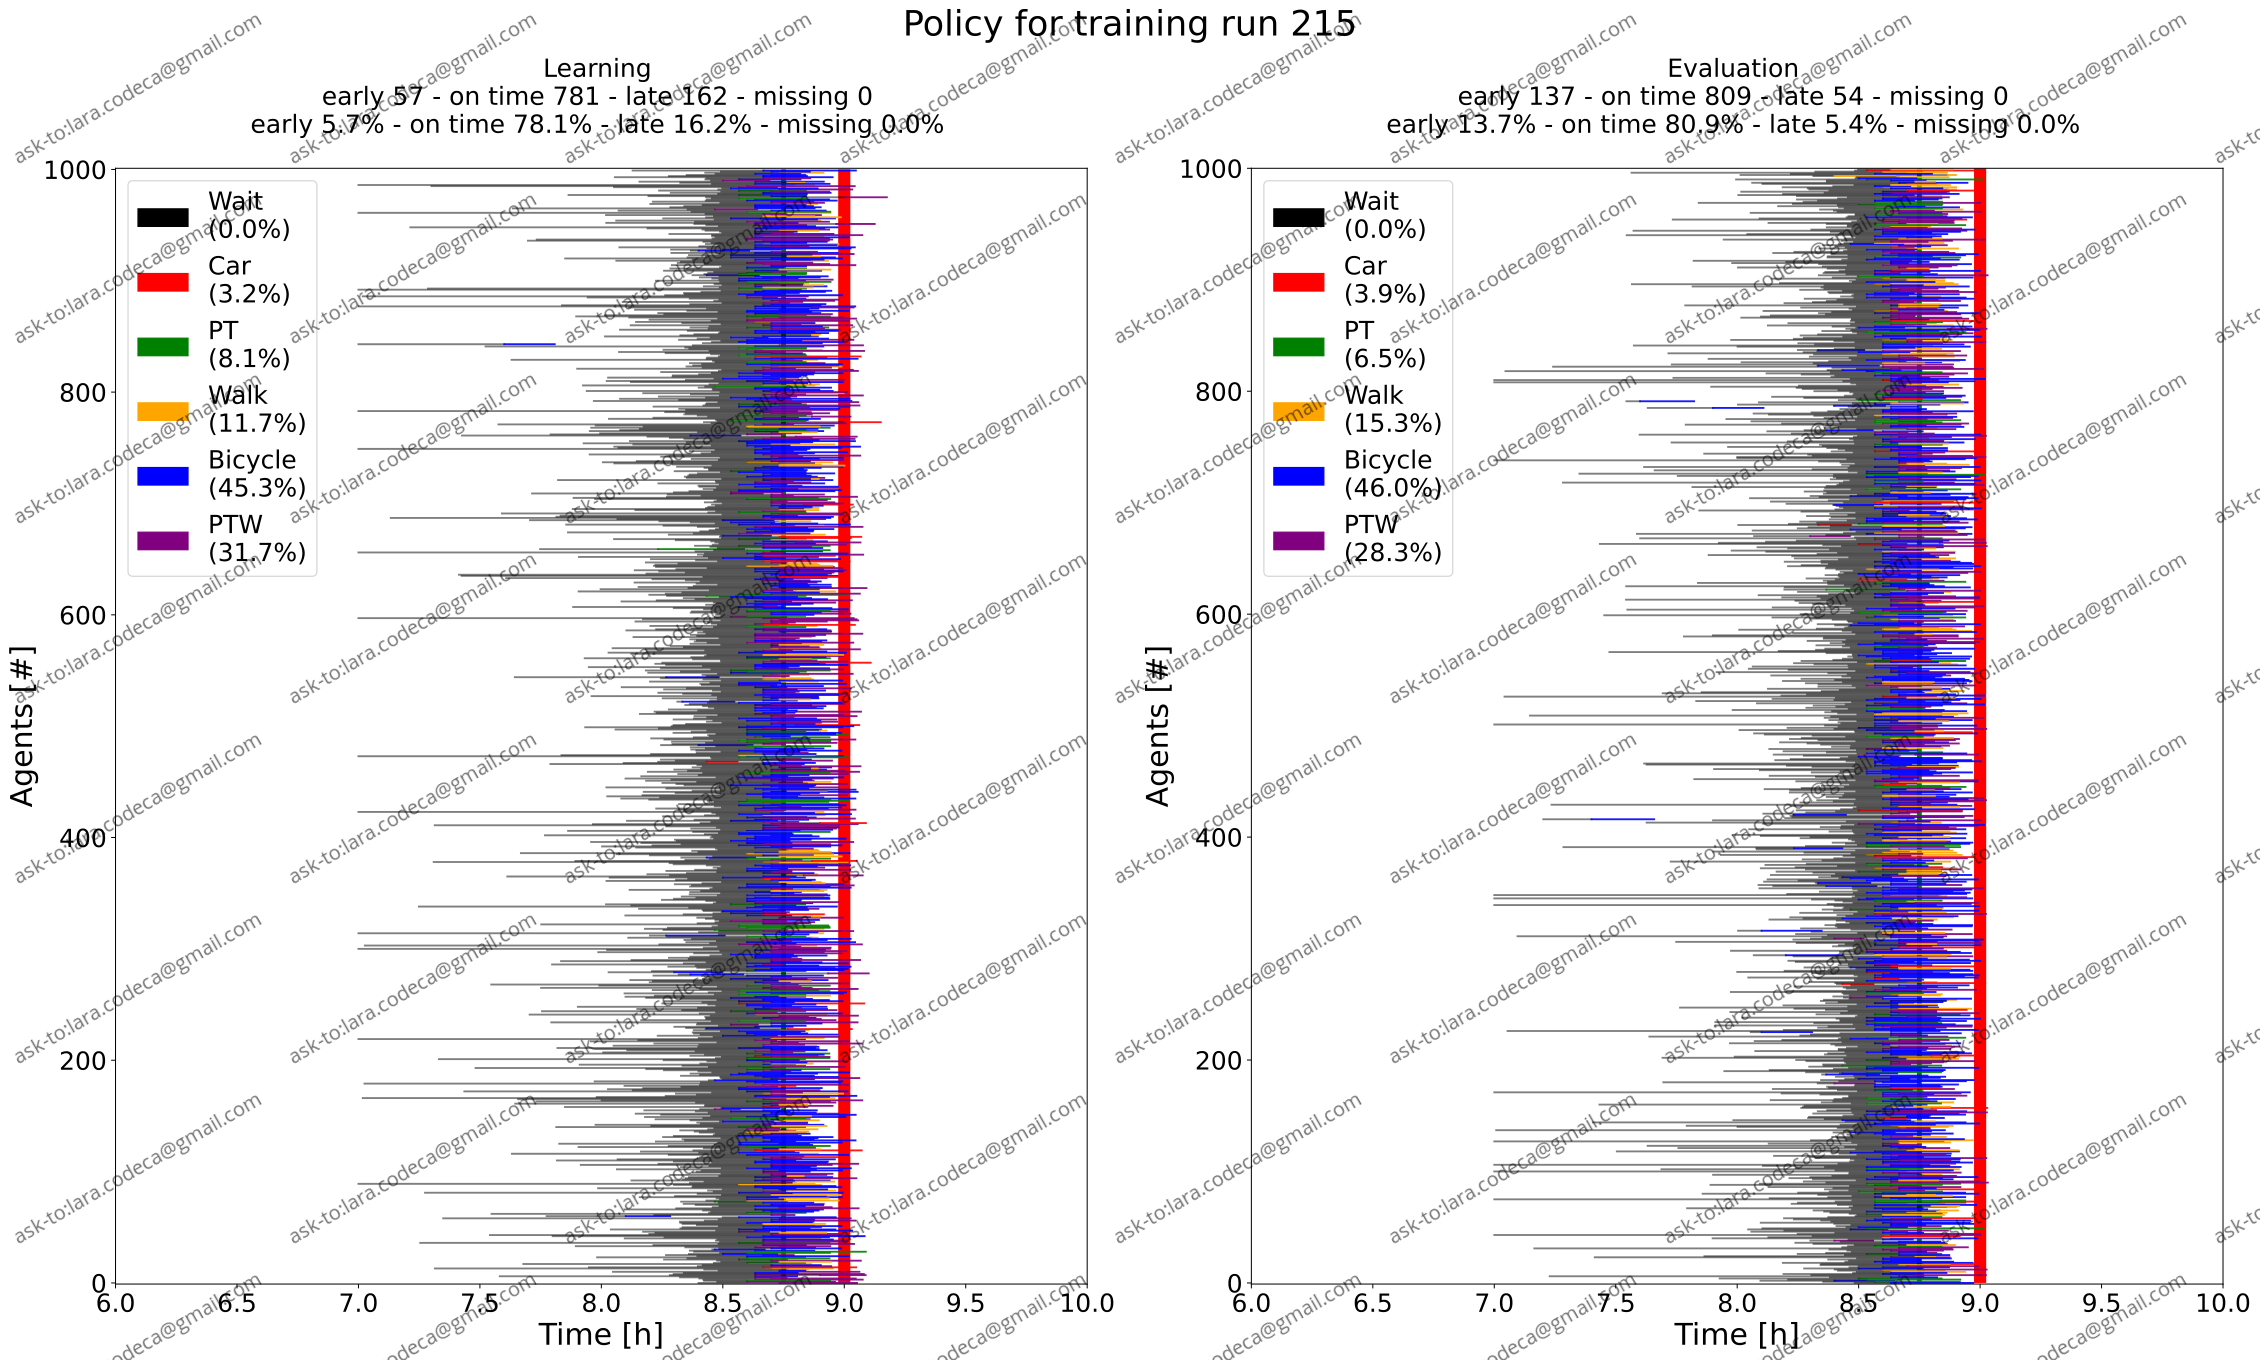 Policy for training run 215
Learning
early 57 - on time 781 - late 162 - missing 0
early 5.7% - on time 78.1% - late 16.2% - missing 0.0%
Wait
(0.0%)
Car
(3.2%)
PT
(8.1%)
Walk
(11.7%)
Bicycle
(45.3%)
PTW
(31.7%)
1000
800
600
400
200
0
Agents [#]
6.0 6.5 7.0 7.5 8.0 8.5 9.0 9.5 10.0
Time [h]
Evaluation
early 137 - on time 809 - late 54 - missing 0
early 13.7% - on time 80.9% - late 5.4% - missing 0.0%
Wait
(0.0%)
Car
(3.9%)
PT
(6.5%)
Walk
(15.3%)
Bicycle
(46.0%)
PTW
(28.3%)
1000
800
600
400
200
0
Agents [#]
6.0 6.5 7.0 7.5 8.0 8.5 9.0 9.5 10.0
Time [h]
ask-to:lara.codeca@gmail.com